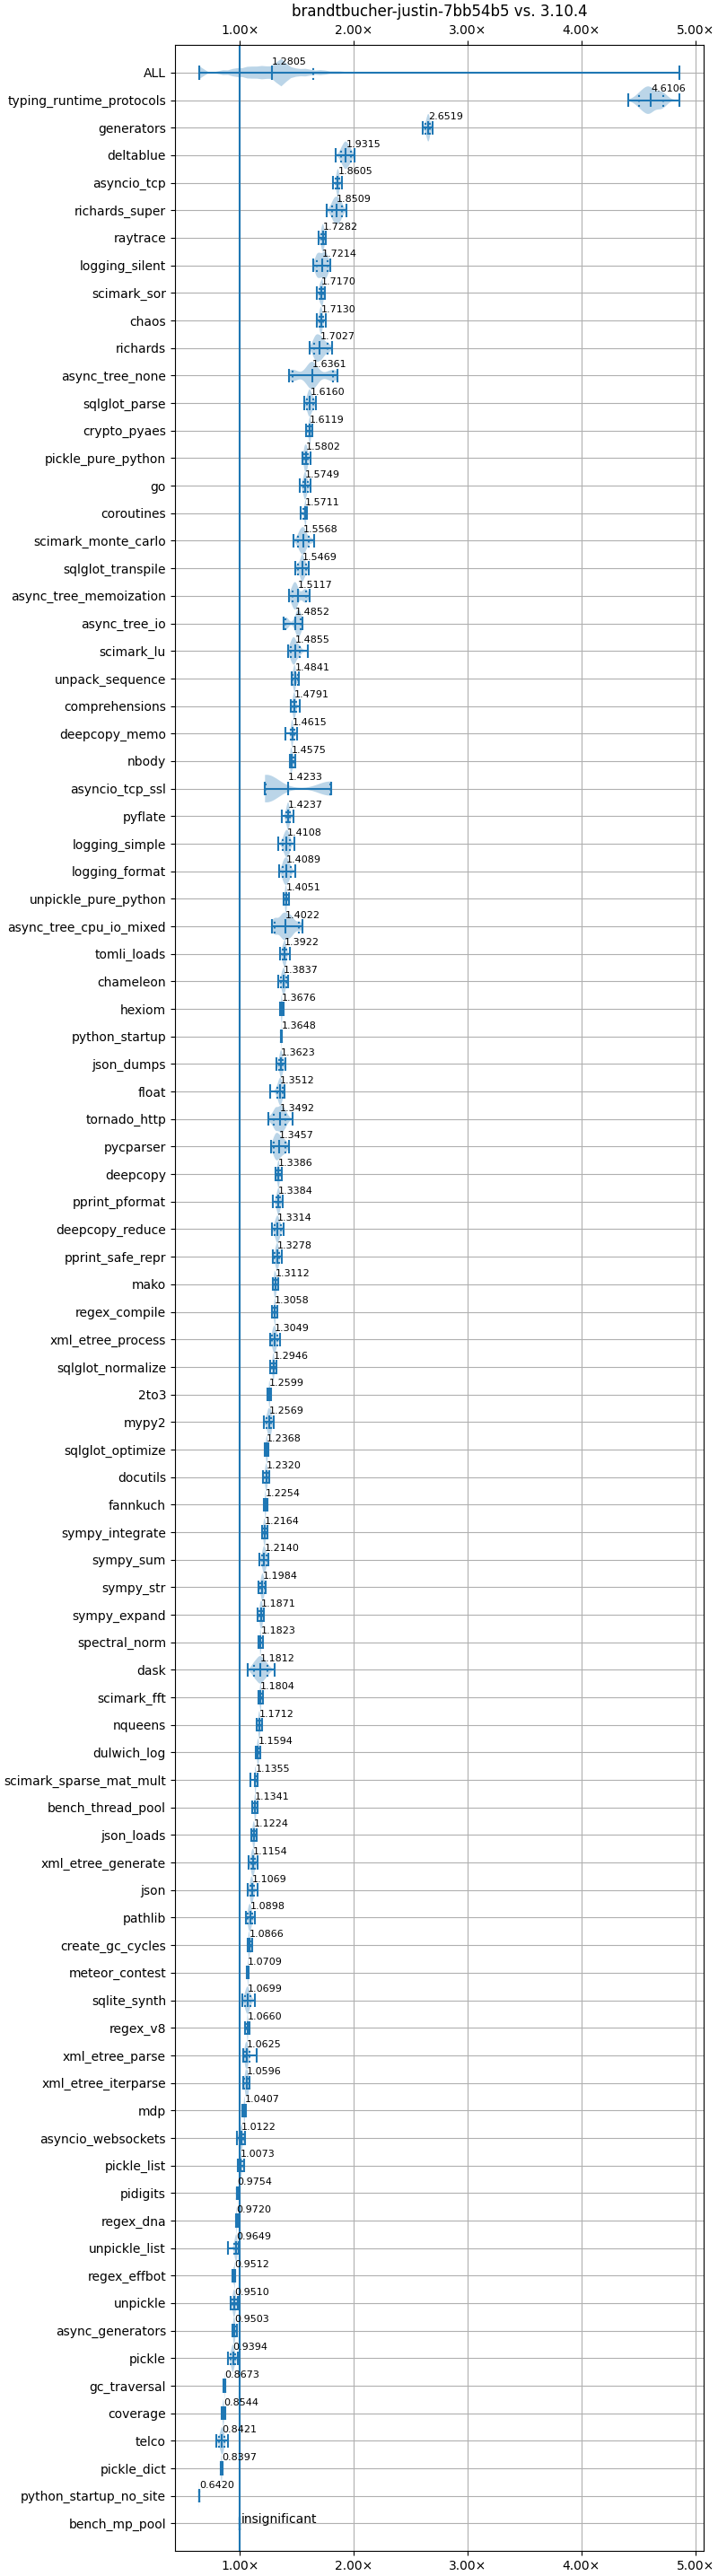 brandtbucher-justin-7bb54b5 vs. 3.10.4
1.00× 2.00× 3.00× 4.00× 5.00×
ALL 1.2805
typing_runtime_protocols 4.6106
generators 2.6519
deltablue 1.9315
asyncio_tcp 1.8605
richards_super 1.8509
raytrace 1.7282
logging_silent 1.7214
scimark_sor 1.7170
chaos 1.7130
richards 1.7027
async_tree_none 1.6361
sqlglot_parse 1.6160
crypto_pyaes 1.6119
pickle_pure_python 1.5802
go 1.5749
coroutines 1.5711
scimark_monte_carlo 1.5568
sqlglot_transpile 1.5469
async_tree_memoization 1.5117
async_tree_io 1.4852
scimark_lu 1.4855
unpack_sequence 1.4841
comprehensions 1.4791
deepcopy_memo 1.4615
nbody 1.4575
asyncio_tcp_ssl 1.4233
pyflate 1.4237
logging_simple 1.4108
logging_format 1.4089
unpickle_pure_python 1.4051
async_tree_cpu_io_mixed 1.4022
tomli_loads 1.3922
chameleon 1.3837
hexiom 1.3676
python_startup 1.3648
json_dumps 1.3623
float 1.3512
tornado_http 1.3492
pycparser 1.3457
deepcopy 1.3386
pprint_pformat 1.3384
deepcopy_reduce 1.3314
pprint_safe_repr 1.3278
mako 1.3112
regex_compile 1.3058
xml_etree_process 1.3049
sqlglot_normalize 1.2946
2to3 1.2599
mypy2 1.2569
sqlglot_optimize 1.2368
docutils 1.2320
fannkuch 1.2254
sympy_integrate 1.2164
sympy_sum 1.2140
sympy_str 1.1984
sympy_expand 1.1871
spectral_norm 1.1823
dask 1.1812
scimark_fft 1.1804
nqueens 1.1712
dulwich_log 1.1594
scimark_sparse_mat_mult 1.1355
bench_thread_pool 1.1341
json_loads 1.1224
xml_etree_generate 1.1154
json 1.1069
pathlib 1.0898
create_gc_cycles 1.0866
meteor_contest 1.0709
sqlite_synth 1.0699
regex_v8 1.0660
xml_etree_parse 1.0625
xml_etree_iterparse 1.0596
mdp 1.0407
asyncio_websockets 1.0122
pickle_list 1.0073
pidigits 0.9754
regex_dna 0.9720
unpickle_list 0.9649
regex_effbot 0.9512
unpickle 0.9510
async_generators 0.9503
pickle 0.9394
gc_traversal 0.8673
coverage 0.8544
telco 0.8421
pickle_dict 0.8397
python_startup_no_site 0.6420
bench_mp_pool insignificant
1.00× 2.00× 3.00× 4.00× 5.00×